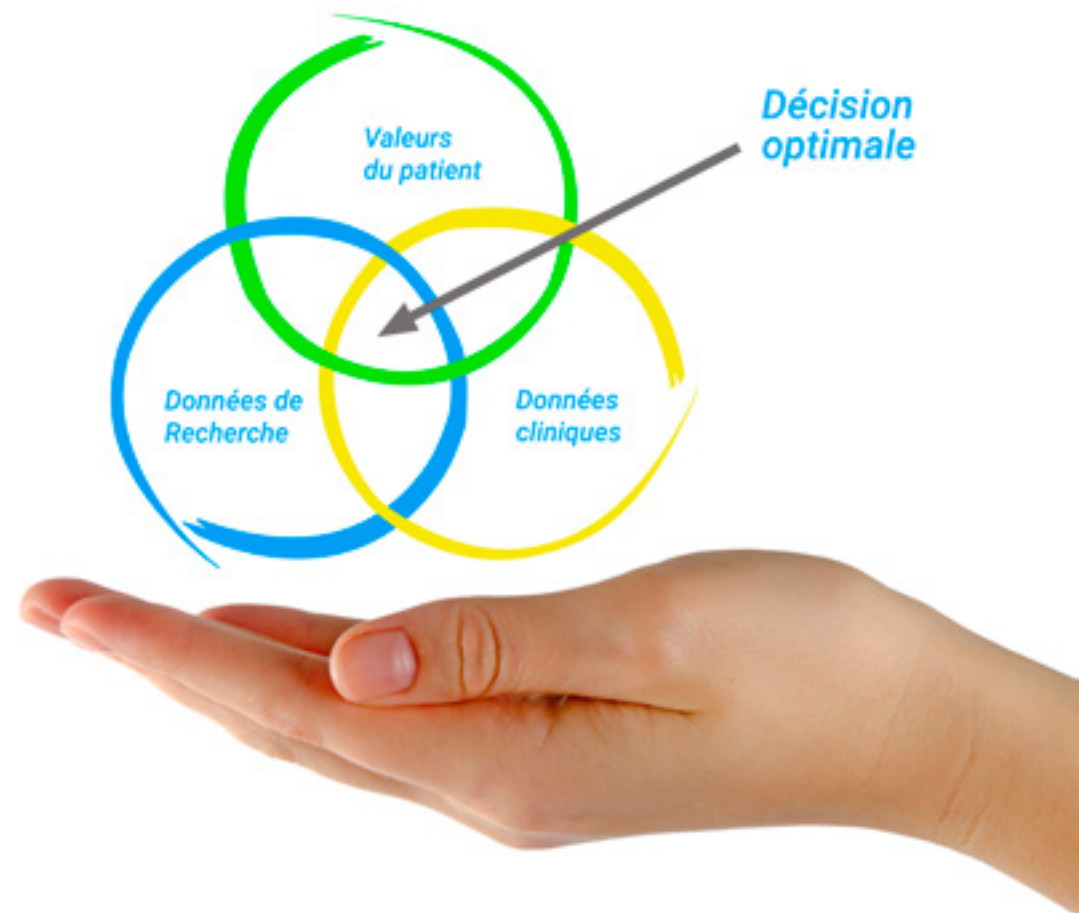 Décision
optimale
Valeurs
du patient
Données de
Recherche
Données
cliniques